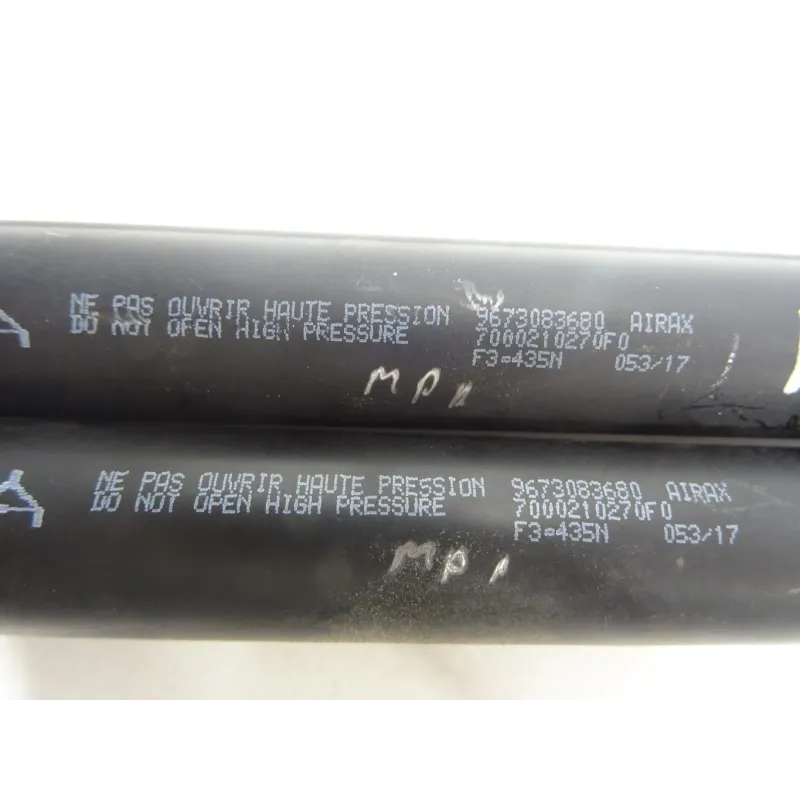 NE PAS OUVRIR HAUTE PRESSION 9673083680 AIRAX
DO NOT OPEN HIGH PRESSURE 7000210270F0
F3=435N 053/17
NE PAS OUVRIR HAUTE PRESSION 9673083680 AIRAX
DO NOT OPEN HIGH PRESSURE 7000210270F0
F3=435N 053/17